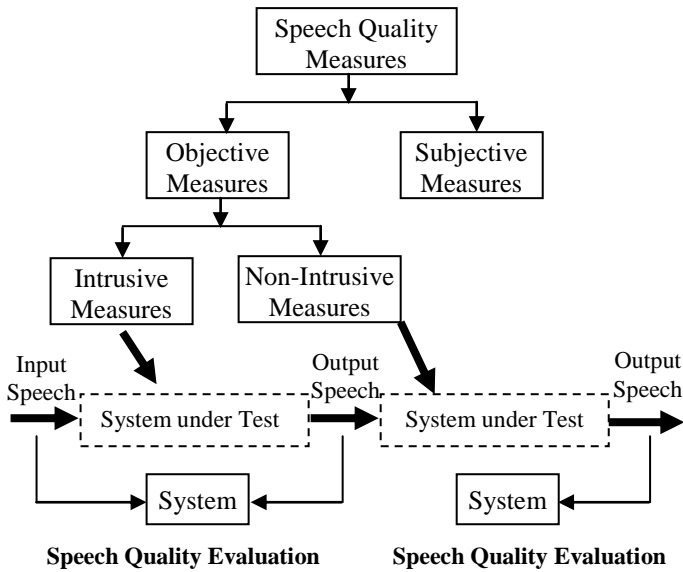 Speech Quality
Measures
Objective
Measures
Subjective
Measures
Intrusive
Measures
Non-Intrusive
Measures
Input
Speech
System under Test
Output
Speech
System under Test
Output
Speech
System
System
Speech Quality Evaluation
Speech Quality Evaluation